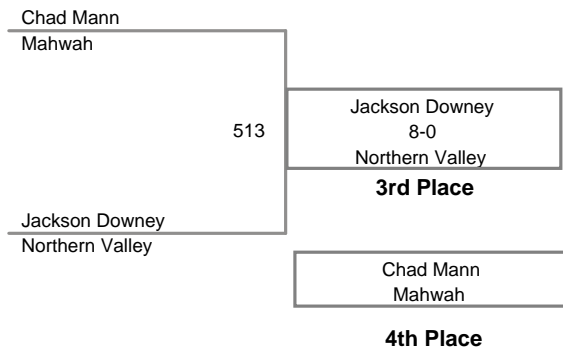 Chad Mann
Mahwah
513
Jackson Downey
8-0
Northern Valley
3rd Place
Jackson Downey
Northern Valley
Chad Mann
Mahwah
4th Place